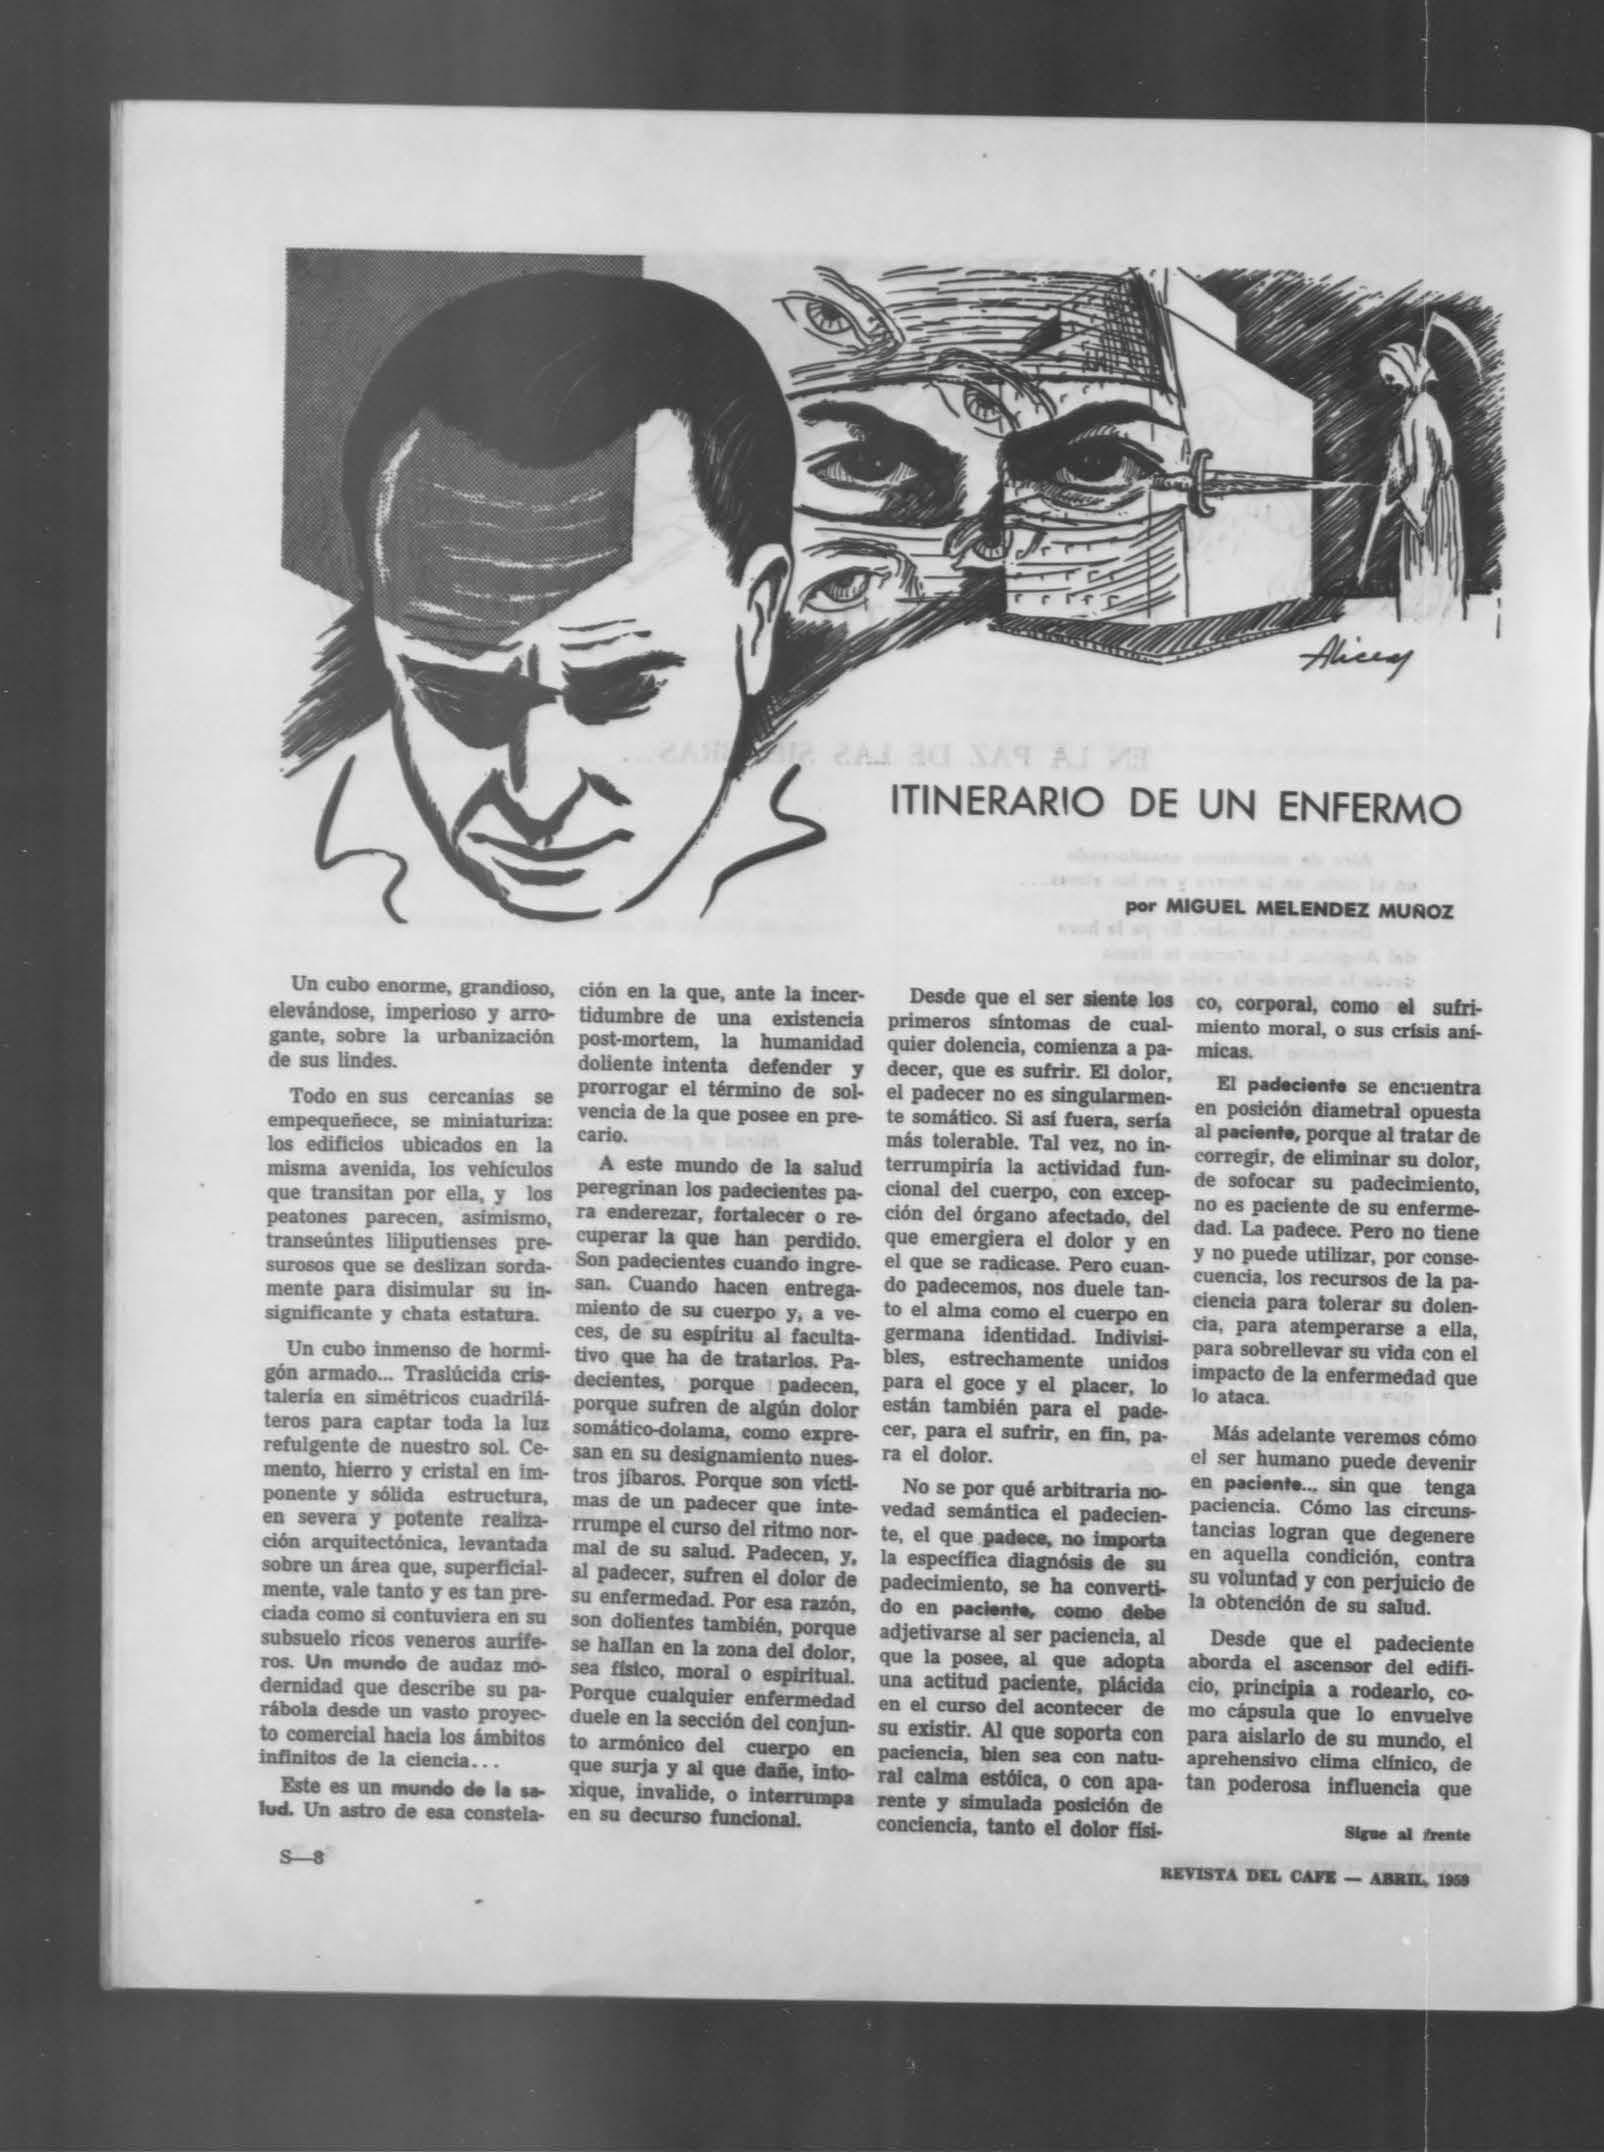 Alicea
ITINERARIO DE UN ENFERMO
por MIGUEL MELENDEZ MUÑOZ
Un cubo enorme, grandioso,
elevándose, imperioso y arro-
gante, sobre la urbanización
de sus lindes.
Todo en sus cercanías se
empequeñece, se miniaturiza:
los edificios ubicados en la
misma avenida, los vehículos
que transitan por ella, y los
peatones parecen, asimismo,
transeúntes liliputienses pre-
surosos que se deslizan sorda-
mente para disimular su in-
significante y chata estatura.
Un cubo inmenso de hormi-
gón armado... Traslúcida cris-
talería en simétricos cuadrilá-
teros para captar toda la luz
refulgente de nuestro sol. Ce-
mento, hierro y cristal en im-
ponente y sólida estructura,
en severa y potente realiza-
ción arquitectónica, levantada
sobre un área que, superficial-
mente, vale tanto y es tan pre-
ciada como si contuviera en su
subsuelo ricos veneros aurífe-
ros. Un mundo de audaz mo-
dernidad que describe su pa-
rábola desde un vasto proyec-
to comercial hacia los ámbitos
infinitos de la ciencia...
Este es un mundo de la sa-
lud. Un astro de esa constela-
ción en la que, ante la incer-
tidumbre de una existencia
post-mortem, la humanidad
doliente intenta defender y
prorrogar el término de sol-
vencia de la que posee en pre-
cario.
A este mundo de la salud
peregrinan los padecientes pa-
ra enderezar, fortalecer o re-
cuperar la que han perdido.
Son padecientes cuando ingre-
san. Cuando hacen entrega-
miento de su cuerpo y, a ve-
ces, de su espíritu al faculta-
tivo que ha de tratarlos. Pa-
decientes, porque padecen,
porque sufren de algún dolor
somático-dolama, como expre-
san en su designamiento nues-
tros jíbaros. Porque son vícti-
mas de un padecer que inte-
rrumpe el curso del ritmo nor-
mal de su salud. Padecen, y,
al padecer, sufren el dolor de
su enfermedad. Por esa razón,
son dolientes también, porque
se hallan en la zona del dolor,
sea físico, moral o espiritual.
Porque cualquier enfermedad
duele en la sección del conjun-
to armónico del cuerpo en
que surja y al que dañe, into-
xique, invalide, o interrumpa
en su decurso funcional.
Desde que el ser siente los
primeros síntomas de cual-
quier dolencia, comienza a pa-
decer, que es sufrir. El dolor,
el padecer no es singularmen-
te somático. Si así fuera, sería
más tolerable. Tal vez, no in-
terrumpiría la actividad fun-
cional del cuerpo, con excep-
ción del órgano afectado, del
que emergiera el dolor y en
el que se radicase. Pero cuan-
do padecemos, nos duele tan-
to el alma como el cuerpo en
germana identidad. Indivisi-
bles, estrechamente unidos
para el goce y el placer, lo
están también para el pade-
cer, para el sufrir, en fin, pa-
ra el dolor.
No se por qué arbitraria no-
vedad semántica el padecien-
te, el que padece, no importa
la específica diagnósis de su
padecimiento, se ha converti-
do en paciente, como debe
adjetivarse al ser paciencia, al
que la posee, al que adopta
una actitud paciente, plácida
en el curso del acontecer de
su existir. Al que soporta con
paciencia, bien sea con natu-
ral calma estóica, o con apa-
rente y simulada posición de
conciencia, tanto el dolor físi-
co, corporal, como el sufri-
miento moral, o sus crísis aní-
micas.
El padeciente se encuentra
en posición diametral opuesta
al paciente, porque al tratar de
corregir, de eliminar su dolor,
de sofocar su padecimiento,
no es paciente de su enferme-
dad. La padece. Pero no tiene
y no puede utilizar, por conse-
cuencia, los recursos de la pa-
ciencia para tolerar su dolen-
cia, para atemperarse a ella,
para sobrellevar su vida con el
impacto de la enfermedad que
lo ataca.
Más adelante veremos cómo
el ser humano puede devenir
en paciente... sin que tenga
paciencia. Cómo las circuns-
tancias logran que degenere
en aquella condición, contra
su voluntad y con perjuicio de
la obtención de su salud.
Desde que el padeciente
aborda el ascensor del edifi-
cio, principia a rodearlo, co-
mo cápsula que lo envuelve
para aislarlo de su mundo, el
aprehensivo clima clínico, de
tan poderosa influencia que
Sigue al frente
S—8
REVISTA DEL CAFE — ABRIL, 1959